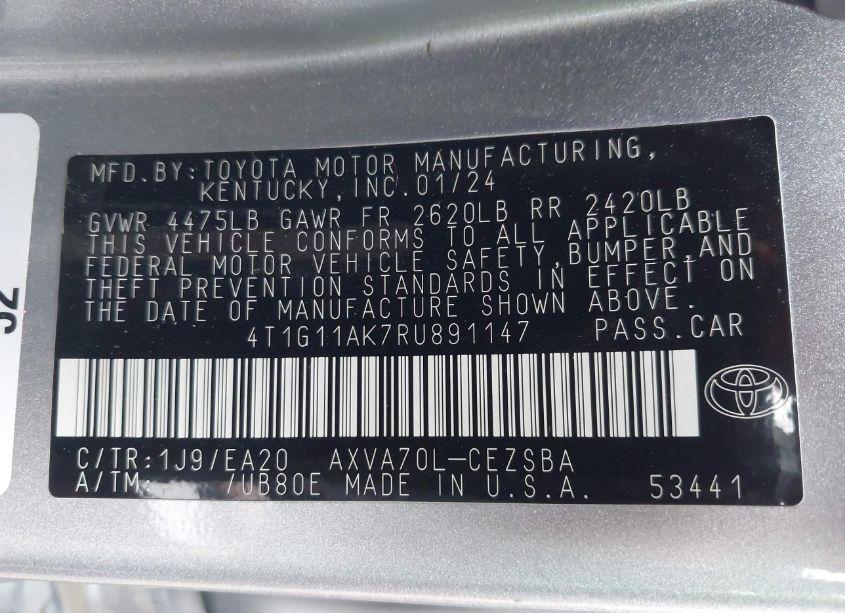 MFD.BY:TOYOTA MOTOR MANUFACTURING,
KENTUCKY,INC.01/24
GVWR 4475LB GAWR FR 2620LB RR 2420LB
THIS VEHICLE CONFORMS TO ALL APPLICABLE
FEDERAL MOTOR VEHICLE SAFETY,BUMPER,AND
THEFT PREVENTION STANDARDS IN EFFECT ON
THE DATE OF MANUFACTURE SHOWN ABOVE.
4T1G11AK7RU891147 PASS.CAR
C/TR:1J9/EA20 AXVA70L-CEZSBA
A/TM: /UB80E MADE IN U.S.A. 53441